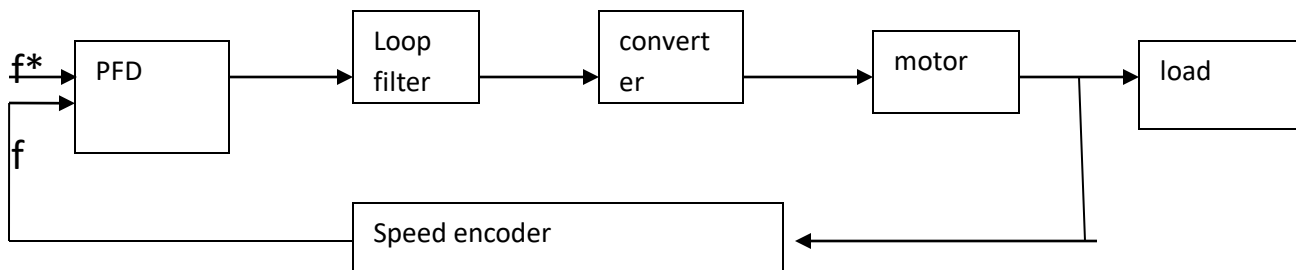 f*
PFD
Loop
filter
convert
er
motor
load
f
Speed encoder